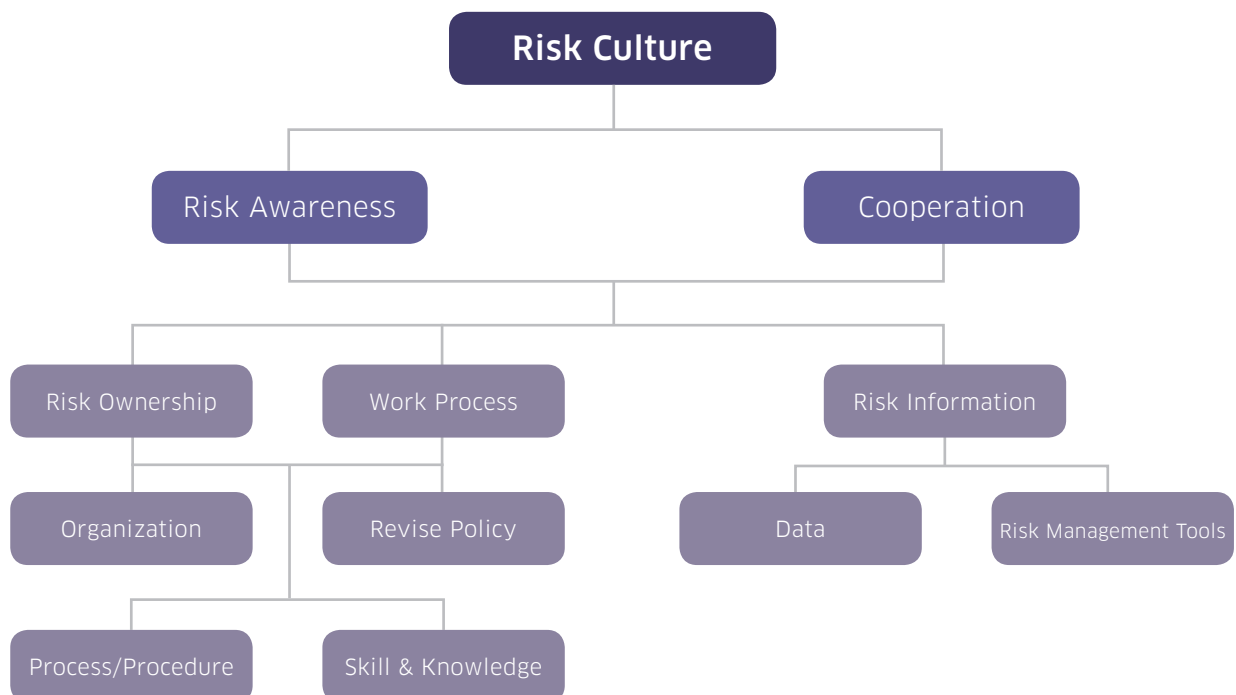 Risk Culture
Risk Awareness
Cooperation
Risk Ownership
Work Process
Risk Information
Organization
Revise Policy
Data
Risk Management Tools
Process/Procedure
Skill & Knowledge